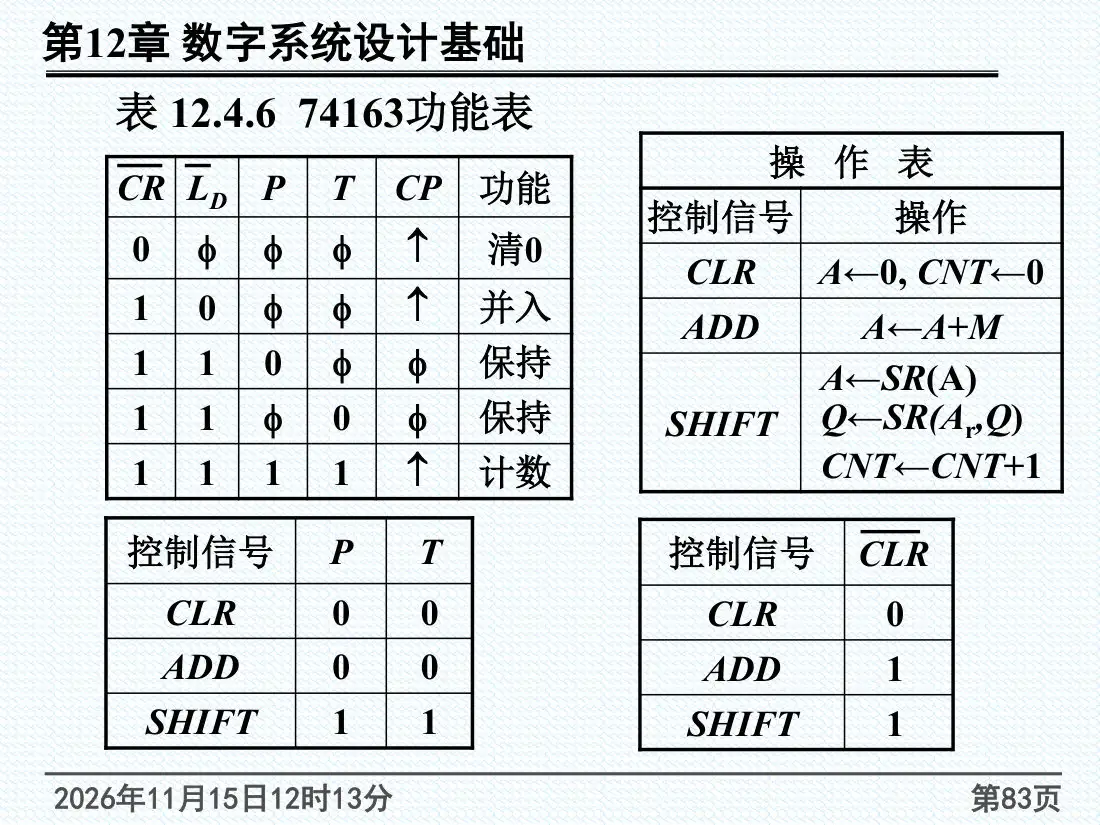 第12章 数字系统设计基础
表 12.4.6 74163功能表
C̅R̅ L̅D P T CP 功能
0 ϕ ϕ ϕ ↑ 清0
1 0 ϕ ϕ ↑ 并入
1 1 0 ϕ ϕ 保持
1 1 ϕ 0 ϕ 保持
1 1 1 1 ↑ 计数
操 作 表
控制信号 操作
CLR A←0, CNT←0
ADD A←A+M
SHIFT A←SR(A)
Q←SR(Ar,Q)
CNT←CNT+1
控制信号 P T
CLR 0 0
ADD 0 0
SHIFT 1 1
控制信号 C̅L̅R̅
CLR 0
ADD 1
SHIFT 1
2026年11月15日12时13分
第83页